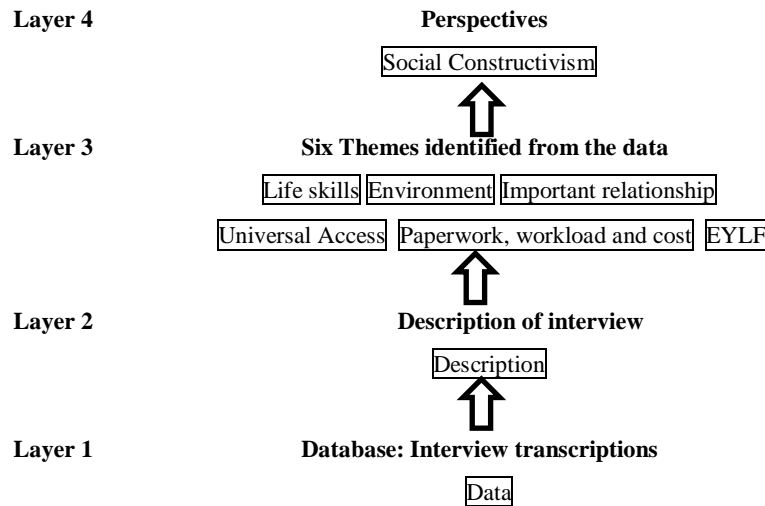 Layer 4 Perspectives
Social Constructivism
Layer 3 Six Themes identified from the data
Life skills Environment Important relationship
Universal Access Paperwork, workload and cost EYLF
Layer 2 Description of interview
Description
Layer 1 Database: Interview transcriptions
Data